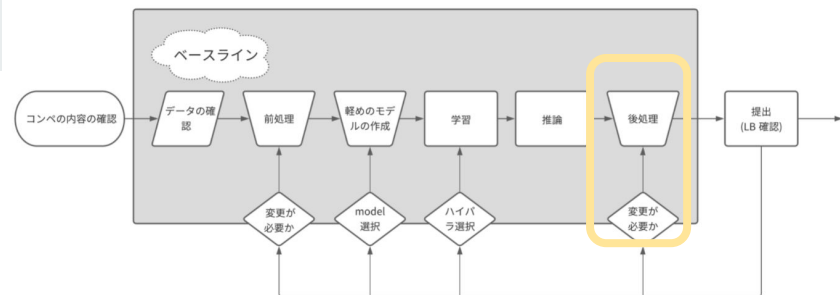 ベースライン
コンペの内容の確認
データの確
認
前処理
軽めのモデ
ルの作成
学習
推論
後処理
提出
(LB 確認)
変更が
必要か
model
選択
ハイパ
ラ選択
変更が
必要か